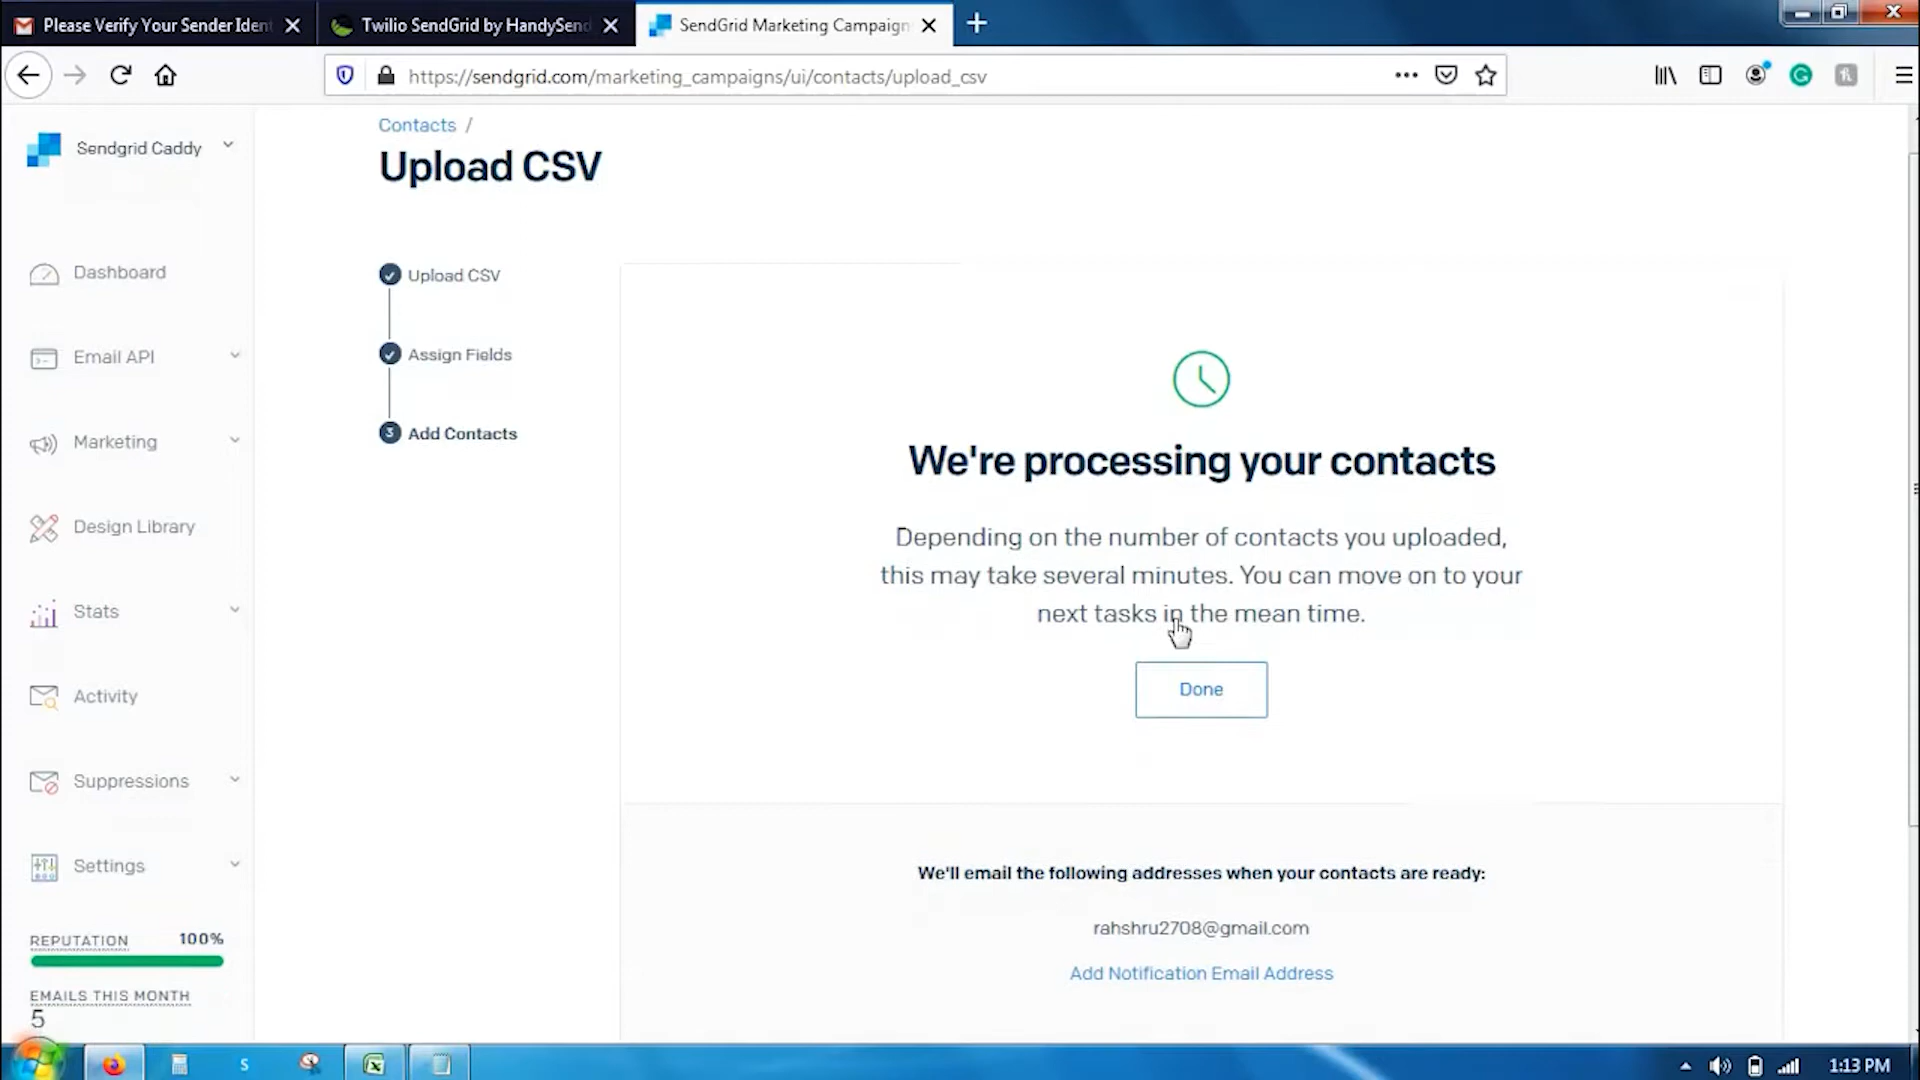 Please Verify Your Sender Iden
Twilio SendGrid by HandySend
SendGrid Marketing Campaign
https://sendgrid.com/marketing_campaigns/ui/contacts/upload_csv
Sendgrid Caddy
Dashboard
Email API
Marketing
Design Library
Stats
Activity
Suppressions
Settings
REPUTATION 100%
EMAILS THIS MONTH
5
Contacts /
Upload CSV
Upload CSV
Assign Fields
3 Add Contacts
We're processing your contacts
Depending on the number of contacts you uploaded,
this may take several minutes. You can move on to your
next tasks in the mean time.
Done
We'll email the following addresses when your contacts are ready:
rahshru2708@gmail.com
Add Notification Email Address
1:13 PM